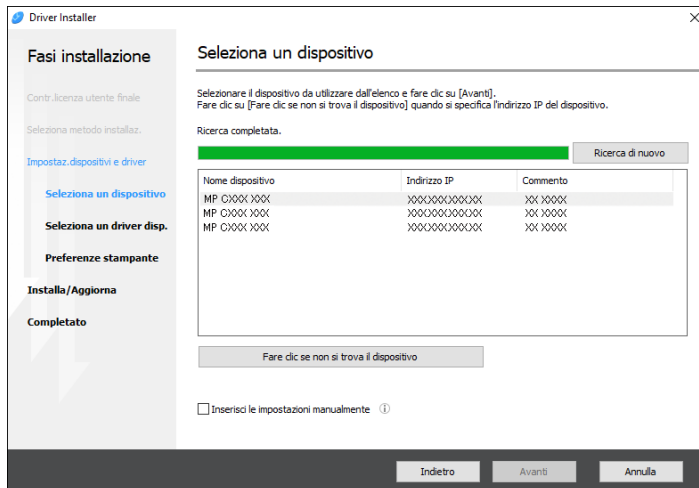 Driver Installer
Fasi installazione
Contr.licenza utente finale
Seleziona metodo installaz.
Impostaz.dispositivi e driver
Seleziona un dispositivo
Seleziona un driver disp.
Preferenze stampante
Installa/Aggiorna
Completato
Seleziona un dispositivo
Selezionare il dispositivo da utilizzare dall'elenco e fare clic su [Avanti].
Fare clic su [Fare clic se non si trova il dispositivo] quando si specifica l'indirizzo IP del dispositivo.
Ricerca completata.
Ricerca di nuovo
Nome dispositivo Indirizzo IP Commento
MP CXXX XXX XXX.XXX.XXX.XX XX XXXX
MP CXXX XXX XXX.XXX.XXX.XX XX XXXX
MP CXXX XXX XXX.XXX.XXX.XX XX XXXX
Fare clic se non si trova il dispositivo
Inserisci le impostazioni manualmente
Indietro Avanti Annulla